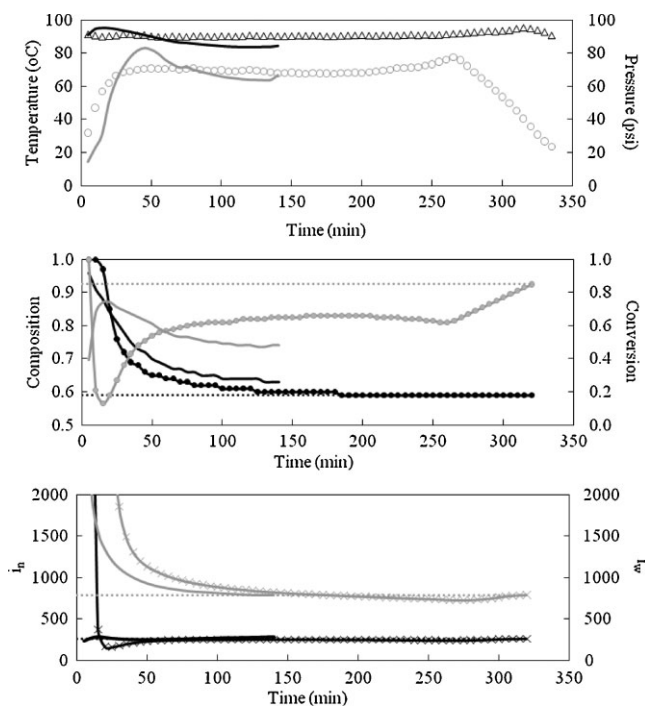 100 100
80 80
60 60
40 40
20 20
0 0
Temperature (oC)
Pressure (psi)
0 50 100 150 200 250 300 350
Time (min)
1.0 1.0
0.9 0.8
0.8 0.6
0.7 0.4
0.6 0.2
0.5 0.0
Composition
Conversion
0 50 100 150 200 250 300 350
Time (min)
2000 2000
1500 1500
1000 1000
500 500
0 0
in
Iw
0 50 100 150 200 250 300 350
Time (min)